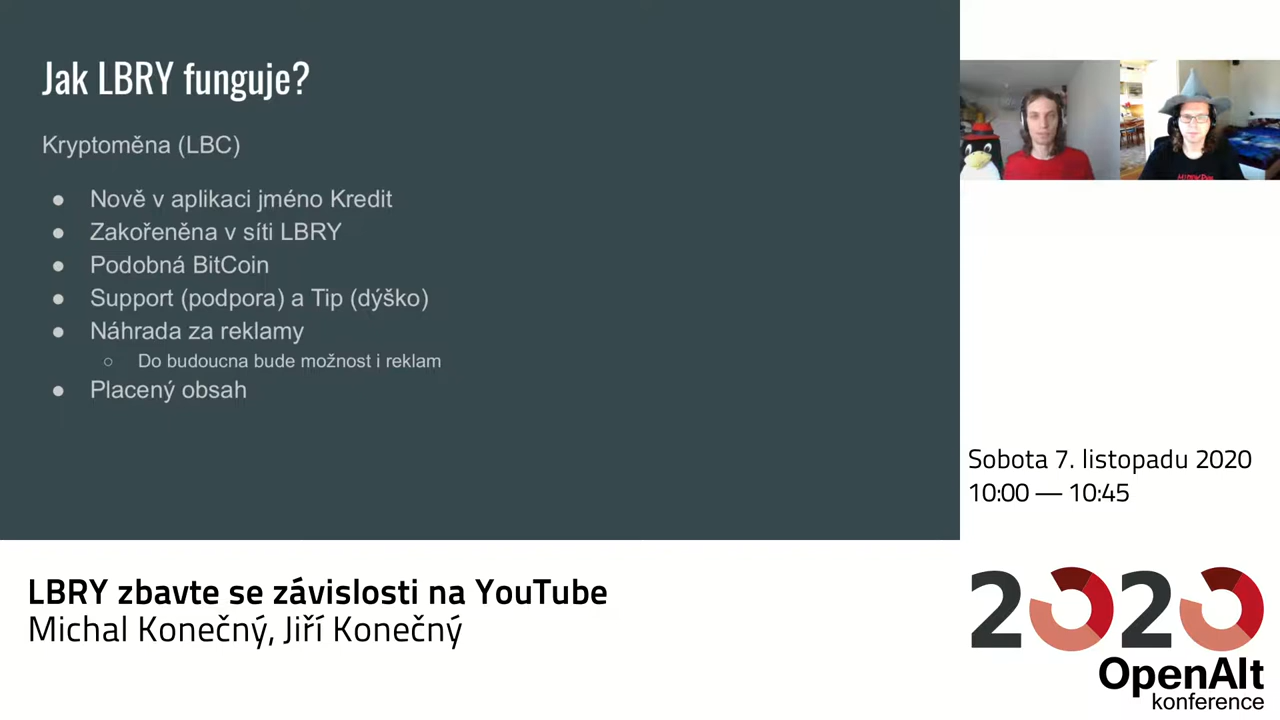 Jak LBRY funguje?
Kryptoměna (LBC)
● Nově v aplikaci jméno Kredit
● Zakořeněna v síti LBRY
● Podobná BitCoin
● Support (podpora) a Tip (dýško)
● Náhrada za reklamy
○ Do budoucna bude možnost i reklam
● Placený obsah
Sobota 7. listopadu 2020
10:00 — 10:45
LBRY zbavte se závislosti na YouTube
Michal Konečný, Jiří Konečný
2020
OpenAlt
konference